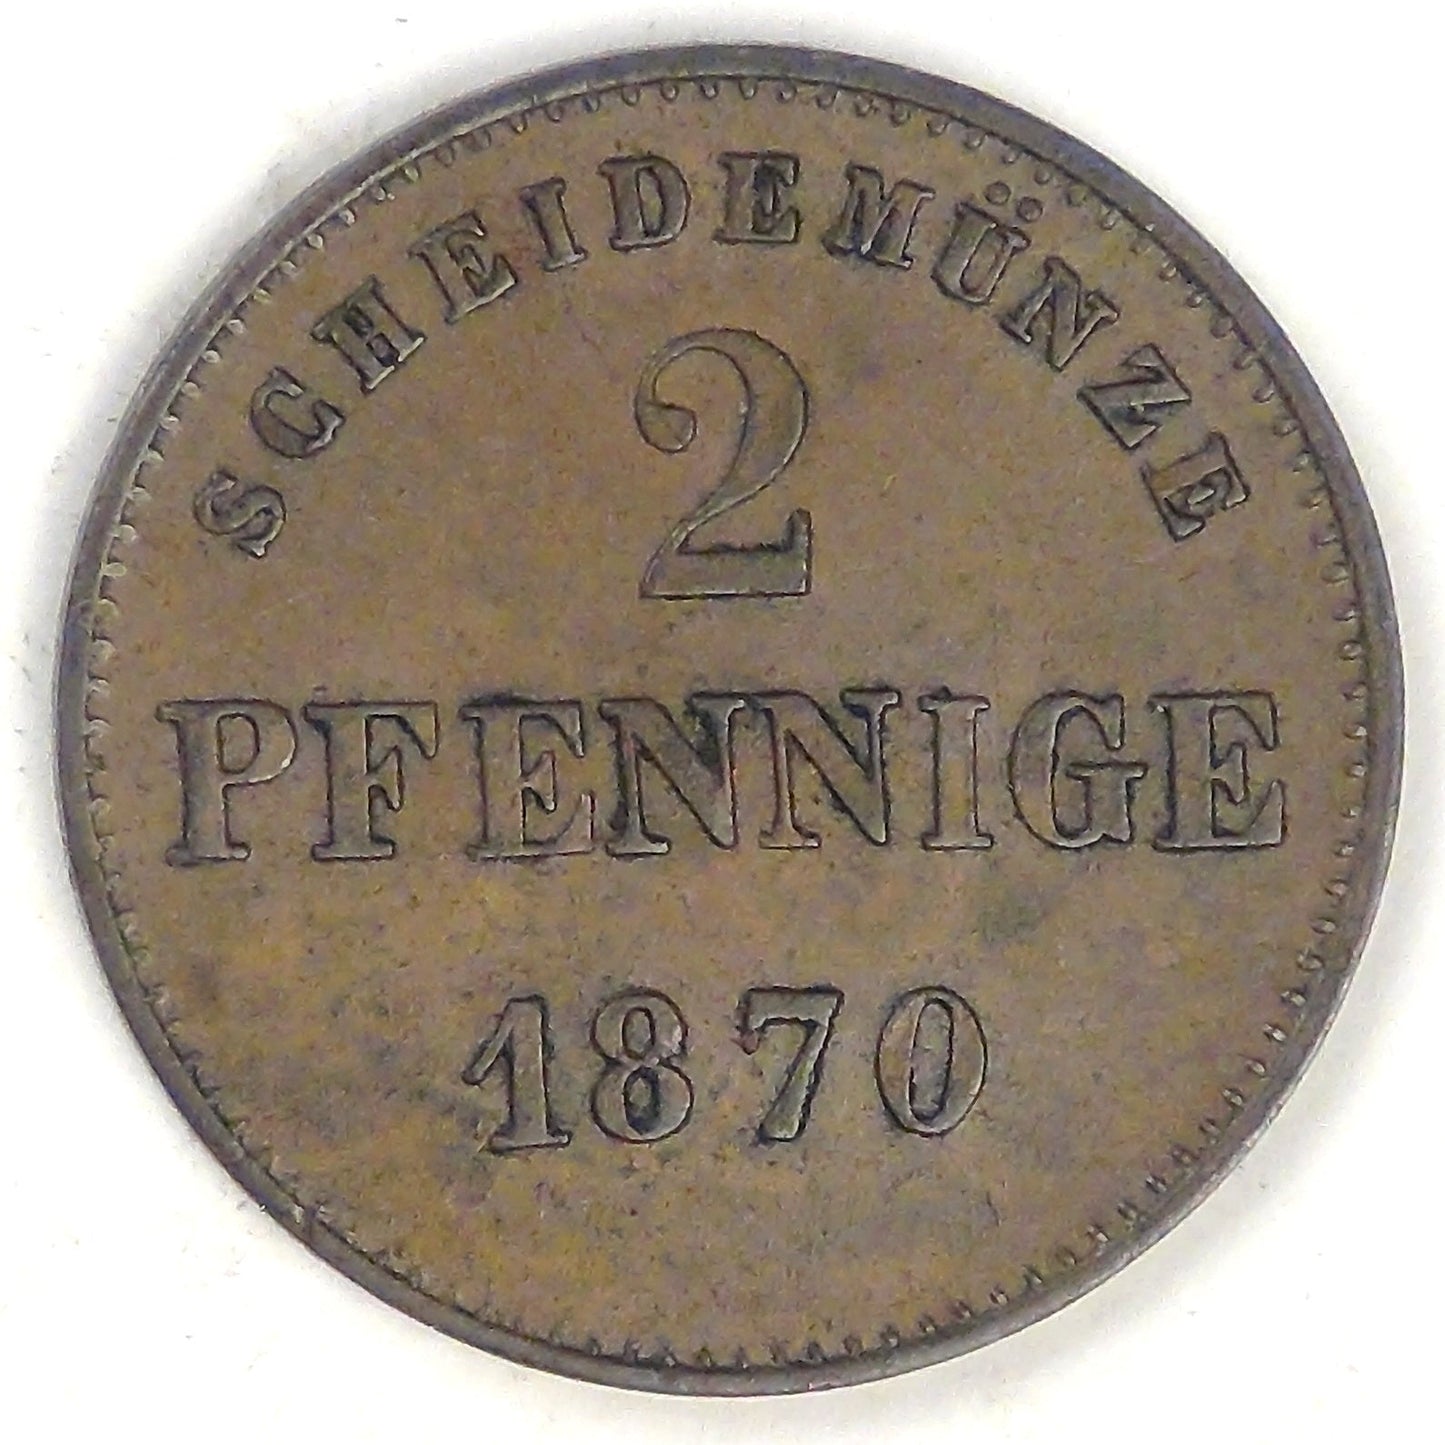 SCHEIDEMÜNZE
2
PFENNIGE
1870